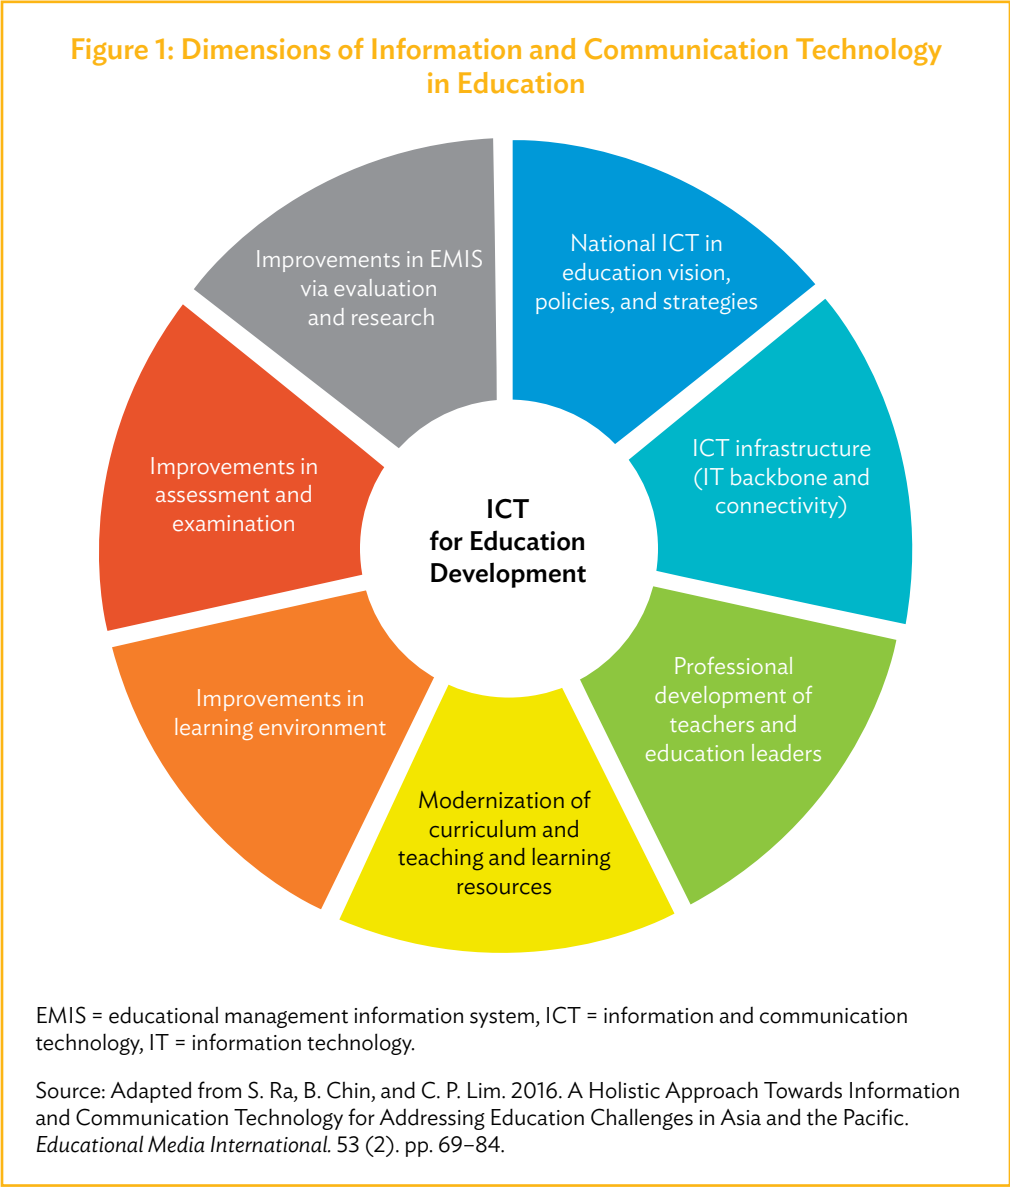 Figure 1: Dimensions of Information and Communication Technology
in Education
National ICT in
education vision,
policies, and strategies
ICT infrastructure
(IT backbone and
connectivity)
Professional
development of
teachers and
education leaders
Modernization of
curriculum and
teaching and learning
resources
Improvements in
learning environment
Improvements in
assessment and
examination
Improvements in EMIS
via evaluation
and research
ICT
for Education
Development
EMIS = educational management information system, ICT = information and communication
technology, IT = information technology.
Source: Adapted from S. Ra, B. Chin, and C. P. Lim. 2016. A Holistic Approach Towards Information
and Communication Technology for Addressing Education Challenges in Asia and the Pacific.
Educational Media International. 53 (2). pp. 69–84.